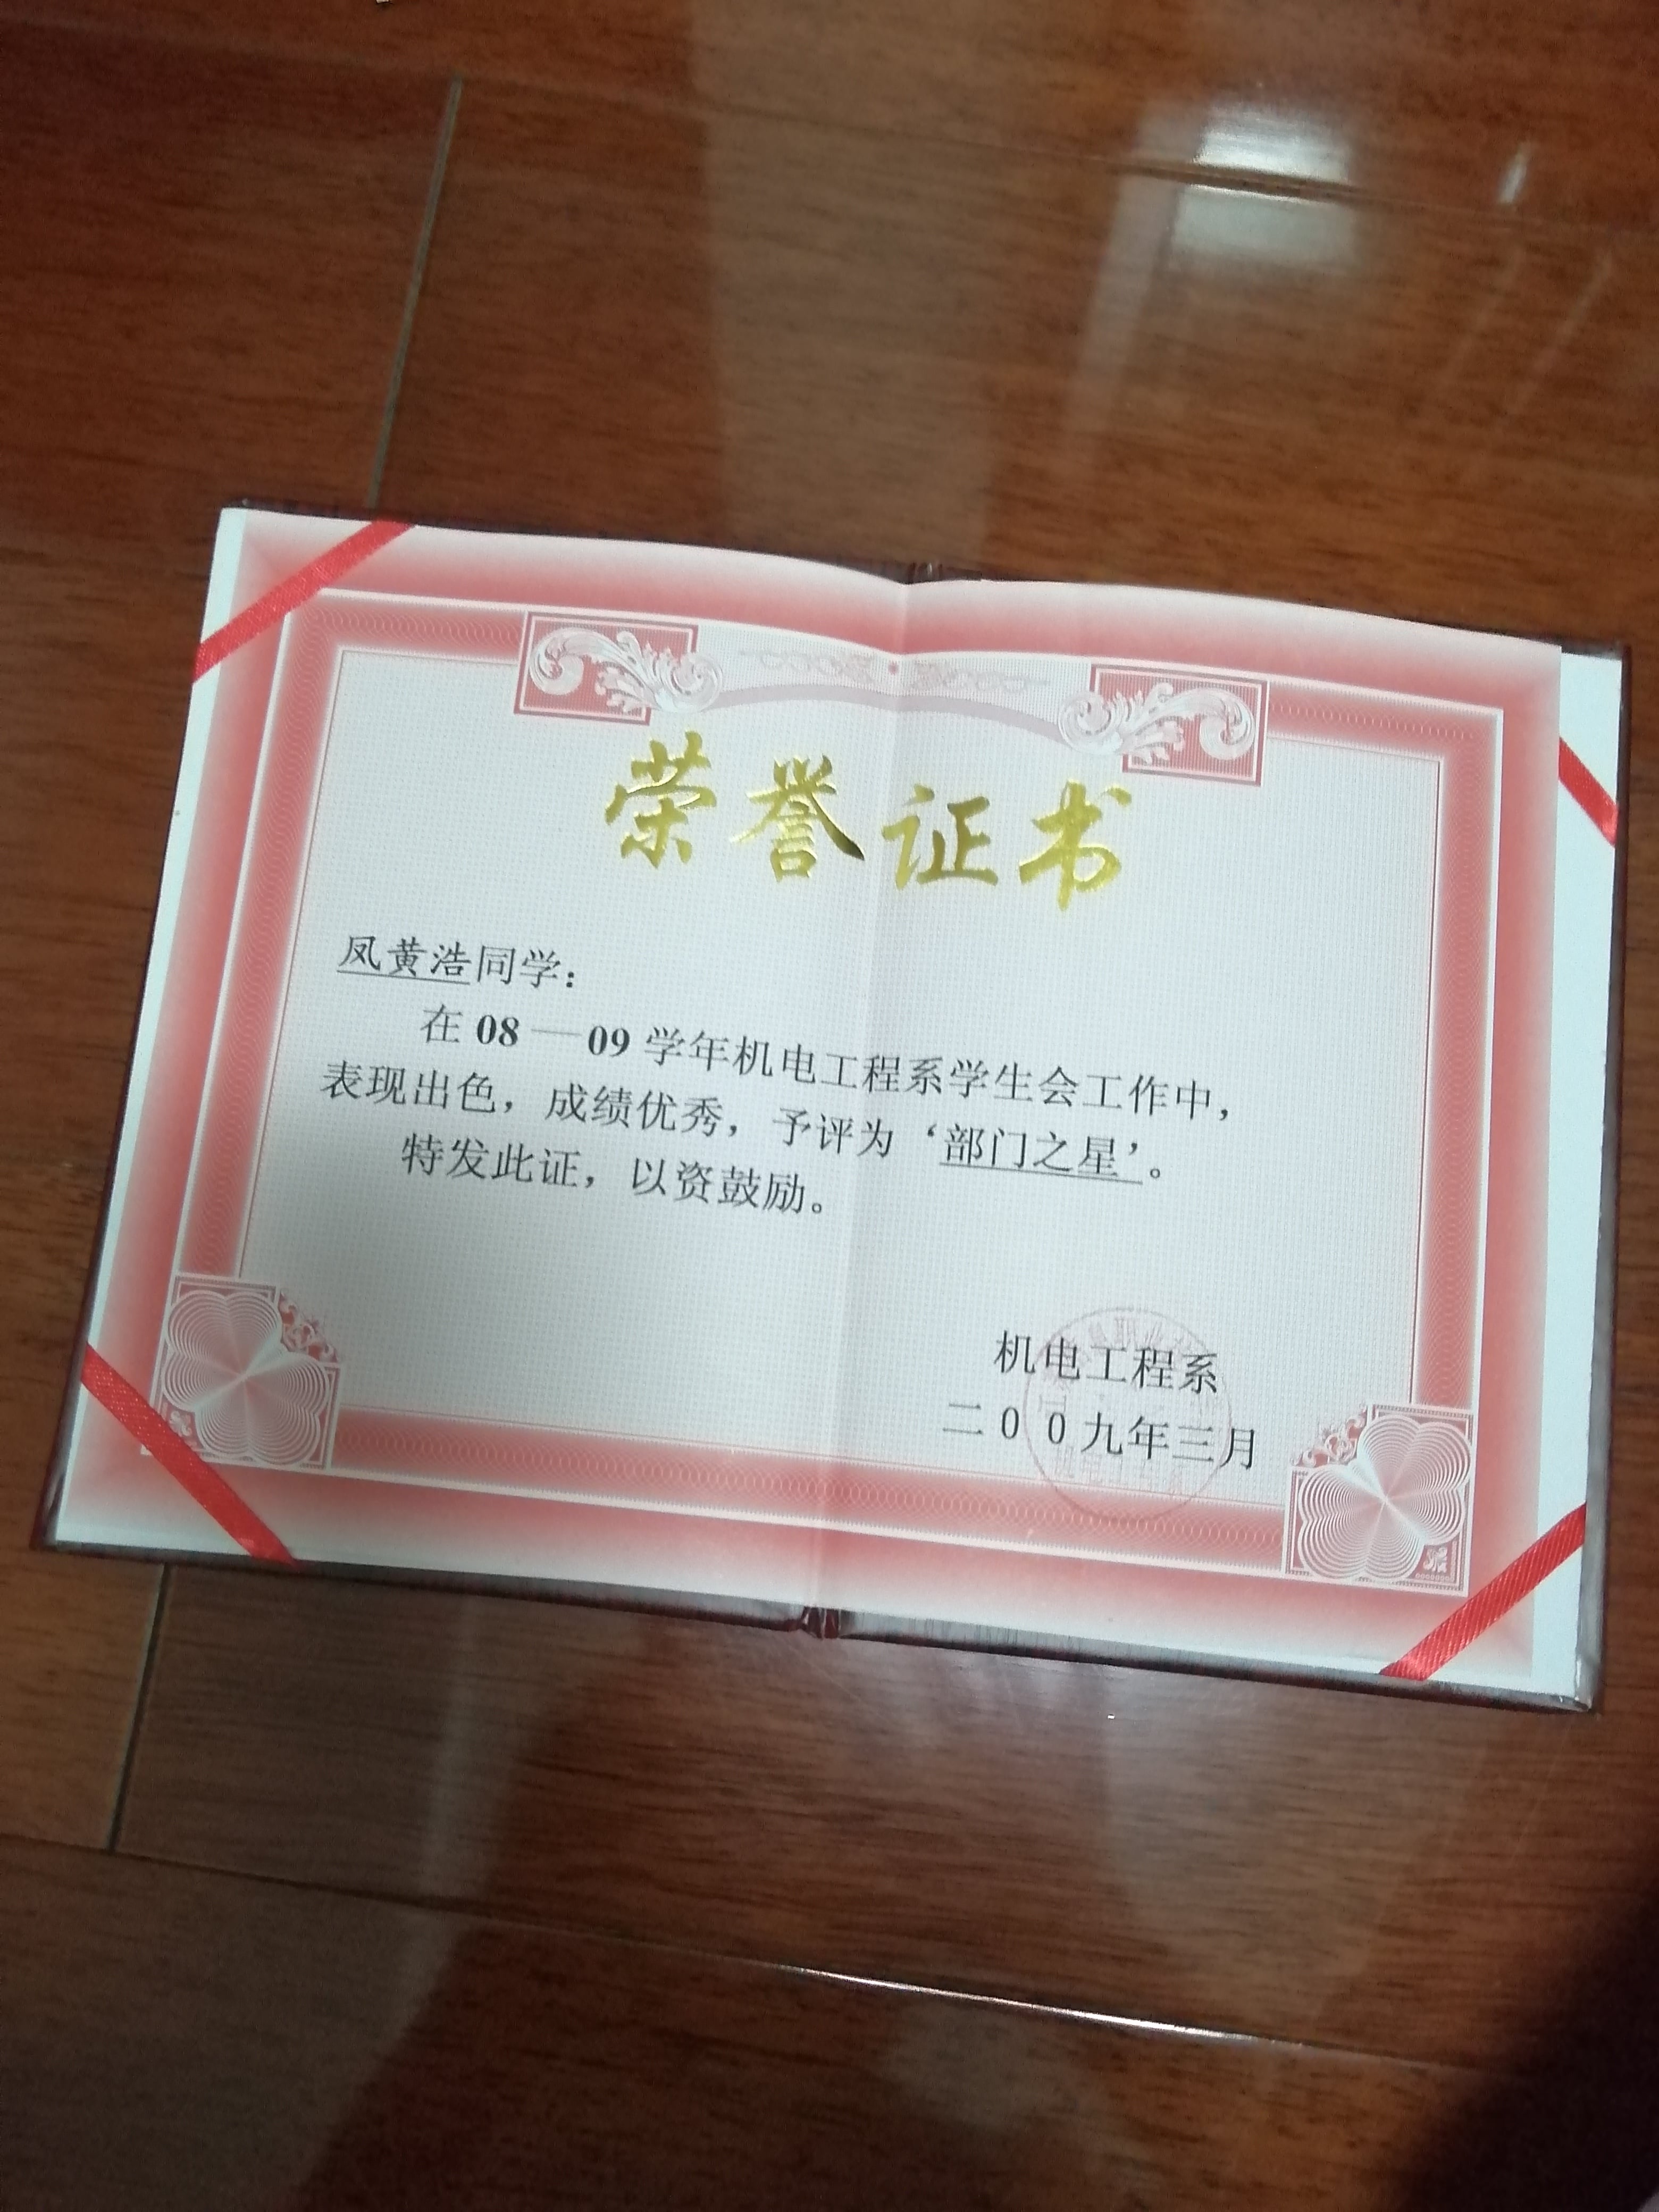 荣誉证书
凤黄浩同学：
在 08 — 09 学年机电工程系学生会工作中，
表现出色，成绩优秀，予评为‘部门之星’。
特发此证，以资鼓励。
机电工程系
二００九年三月